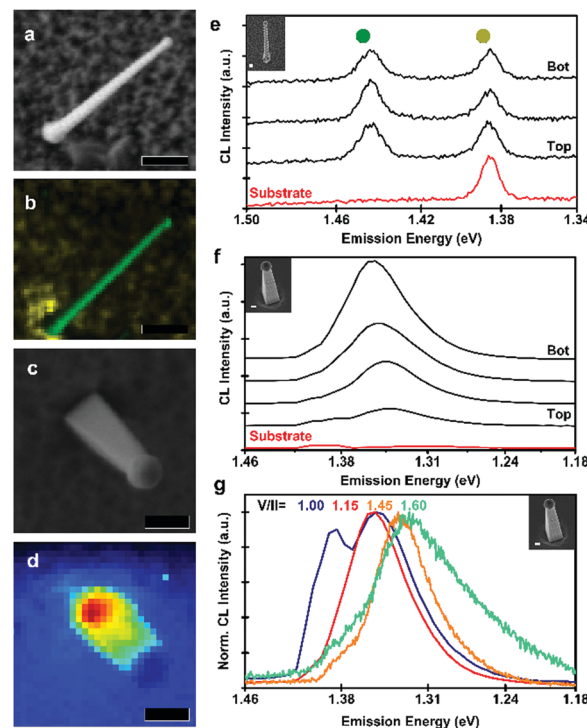 a
b
c
d
e
CL Intensity (a.u.)
Bot
Top
Substrate
1.50 1.46 1.42 1.38 1.34
Emission Energy (eV)
f
CL Intensity (a.u.)
Bot
Top
Substrate
1.46 1.38 1.31 1.24 1.18
Emission Energy (eV)
g
V/II= 1.00 1.15 1.45 1.60
Norm. CL Intensity (a.u.)
1.46 1.38 1.31 1.24 1.18
Emission Energy (eV)